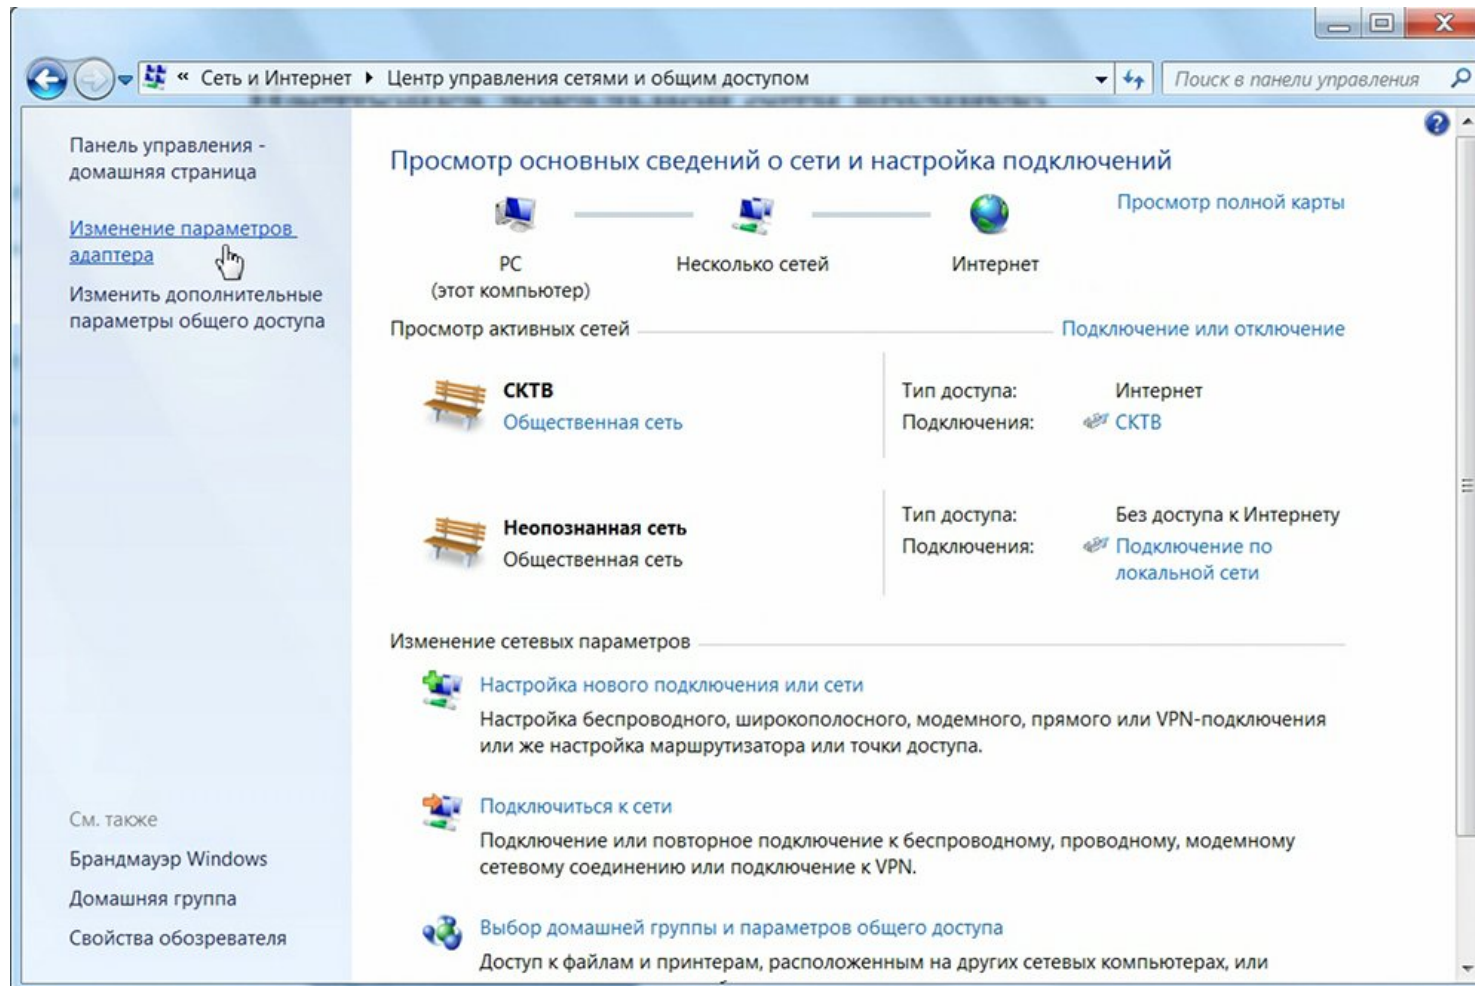 « Сеть и Интернет ▸ Центр управления сетями и общим доступом
Поиск в панели управления
Панель управления -
домашняя страница
Изменение параметров
адаптера
Изменить дополнительные
параметры общего доступа
См. также
Брандмауэр Windows
Домашняя группа
Свойства обозревателя
Просмотр основных сведений о сети и настройка подключений
Просмотр полной карты
PC
(этот компьютер)
Несколько сетей
Интернет
Просмотр активных сетей
Подключение или отключение
СКТВ
Общественная сеть
Тип доступа: Интернет
Подключения: СКТВ
Неопознанная сеть
Общественная сеть
Тип доступа: Без доступа к Интернету
Подключения: Подключение по
локальной сети
Изменение сетевых параметров
Настройка нового подключения или сети
Настройка беспроводного, широкополосного, модемного, прямого или VPN-подключения
или же настройка маршрутизатора или точки доступа.
Подключиться к сети
Подключение или повторное подключение к беспроводному, проводному, модемному
сетевому соединению или подключение к VPN.
Выбор домашней группы и параметров общего доступа
Доступ к файлам и принтерам, расположенным на других сетевых компьютерах, или